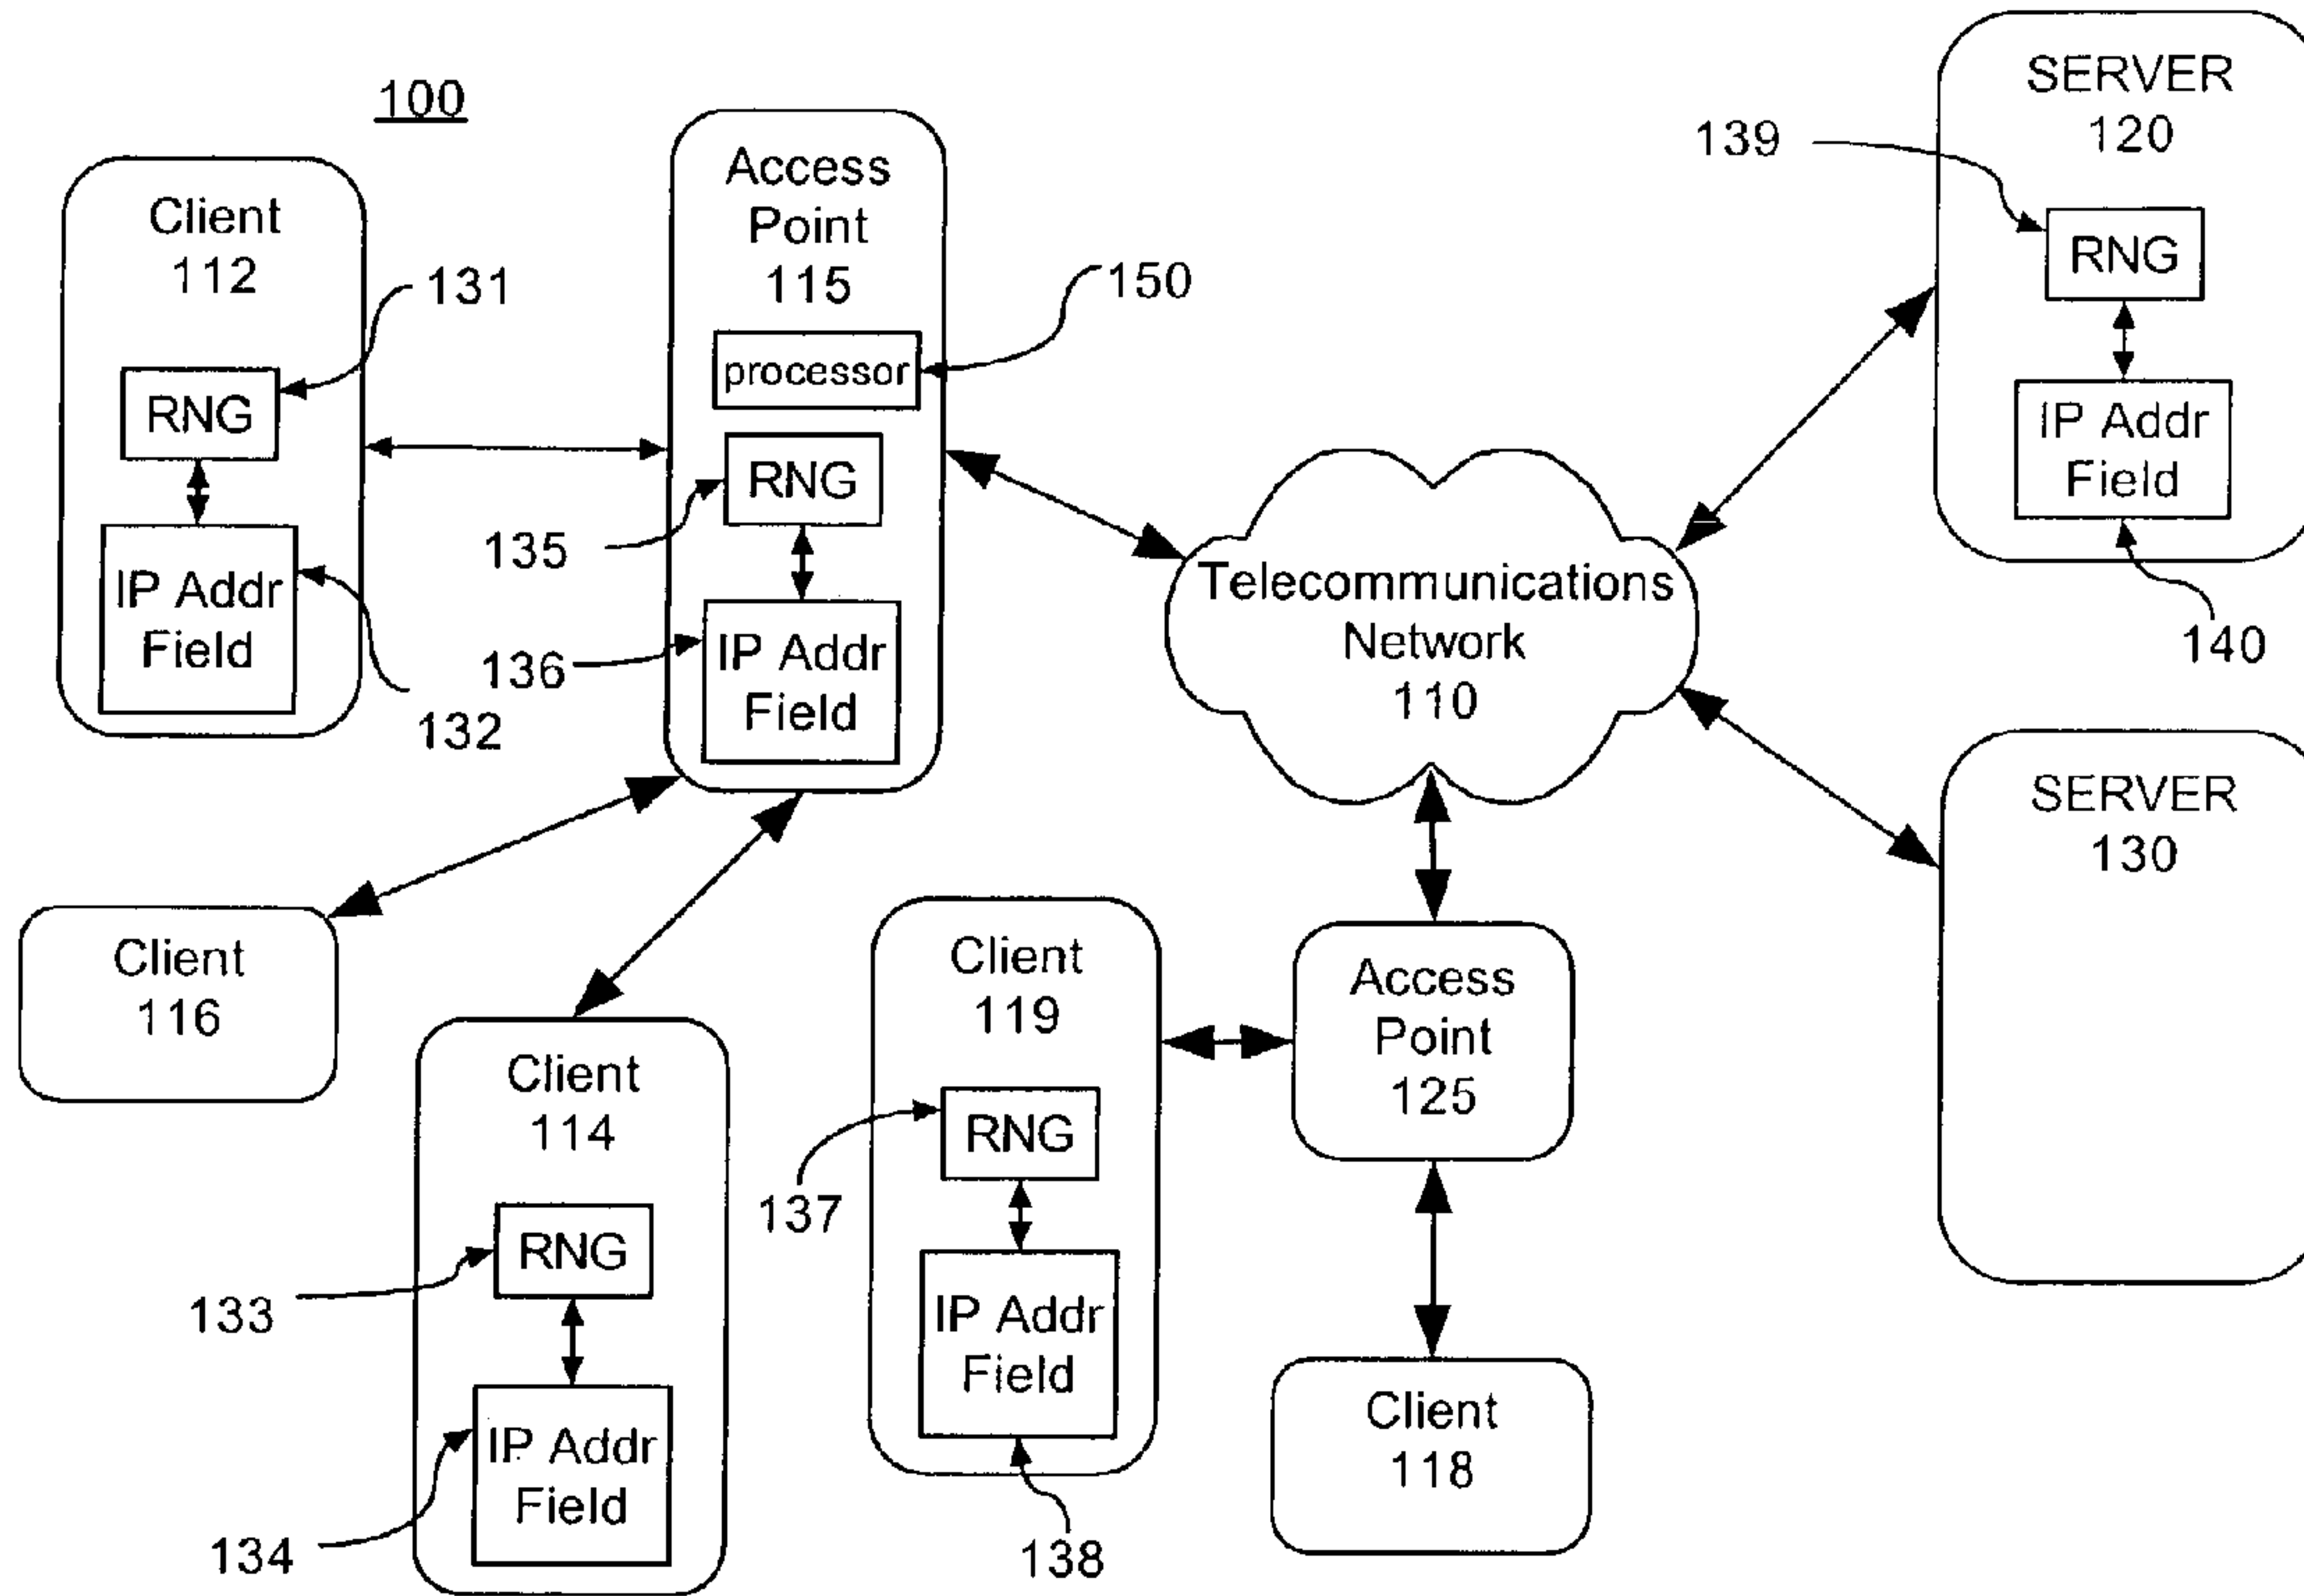 100
Client
112
131
RNG
IP Addr
Field
132
Access
Point
115
150
processor
RNG
135
IP Addr
Field
136
Telecommunications
Network
110
SERVER
120
139
RNG
IP Addr
Field
140
SERVER
130
Client
116
Client
114
RNG
133
IP Addr
Field
134
Client
119
RNG
137
IP Addr
Field
138
Access
Point
125
Client
118